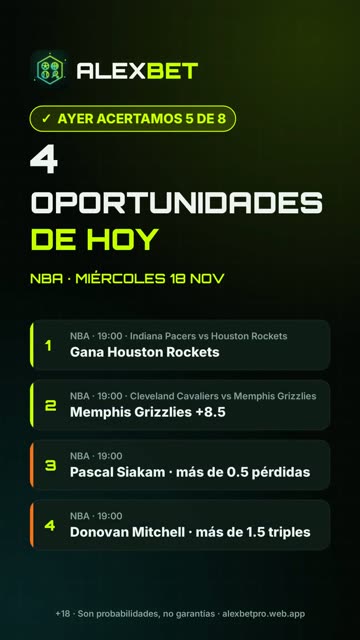 ALEXBET
✓ AYER ACERTAMOS 5 DE 8
4
OPORTUNIDADES
DE HOY
NBA · MIÉRCOLES 18 NOV
1
NBA · 19:00 · Indiana Pacers vs Houston Rockets
Gana Houston Rockets
2
NBA · 19:00 · Cleveland Cavaliers vs Memphis Grizzlies
Memphis Grizzlies +8.5
3
NBA · 19:00
Pascal Siakam · más de 0.5 pérdidas
4
NBA · 19:00
Donovan Mitchell · más de 1.5 triples
+18 · Son probabilidades, no garantías · alexbetpro.web.app